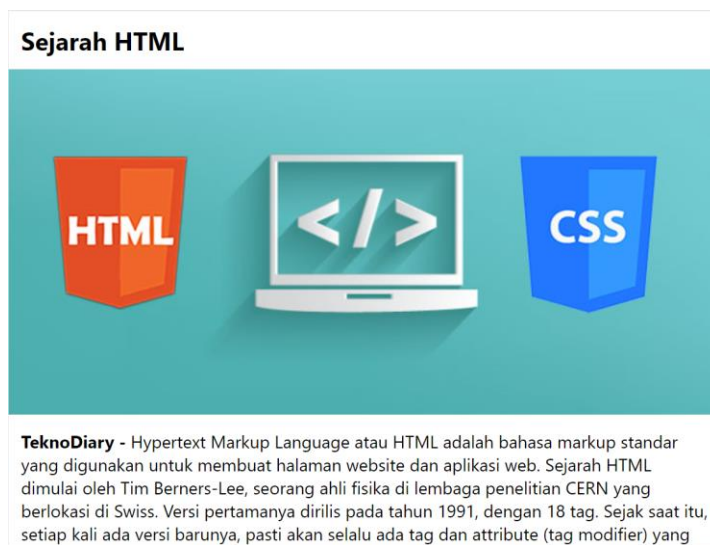 Sejarah HTML
HTML
</>
CSS
TeknoDiary - Hypertext Markup Language atau HTML adalah bahasa markup standar
yang digunakan untuk membuat halaman website dan aplikasi web. Sejarah HTML
dimulai oleh Tim Berners-Lee, seorang ahli fisika di lembaga penelitian CERN yang
berlokasi di Swiss. Versi pertamanya dirilis pada tahun 1991, dengan 18 tag. Sejak saat itu,
setiap kali ada versi barunya, pasti akan selalu ada tag dan attribute (tag modifier) yang